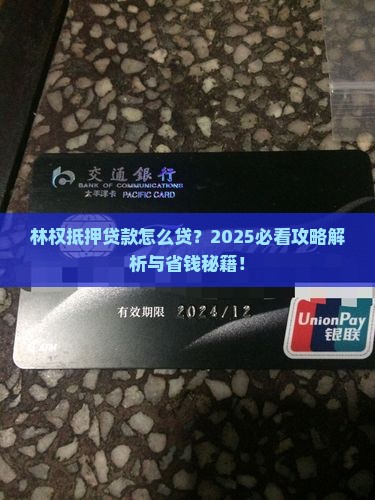 交通銀行
BANK OF COMMUNICATIONS
太平洋卡 PACIFIC CARD
林权抵押贷款怎么贷？2025必看攻略解
析与省钱秘籍！
有效期限 2024/12
UnionPay
银联
ATM